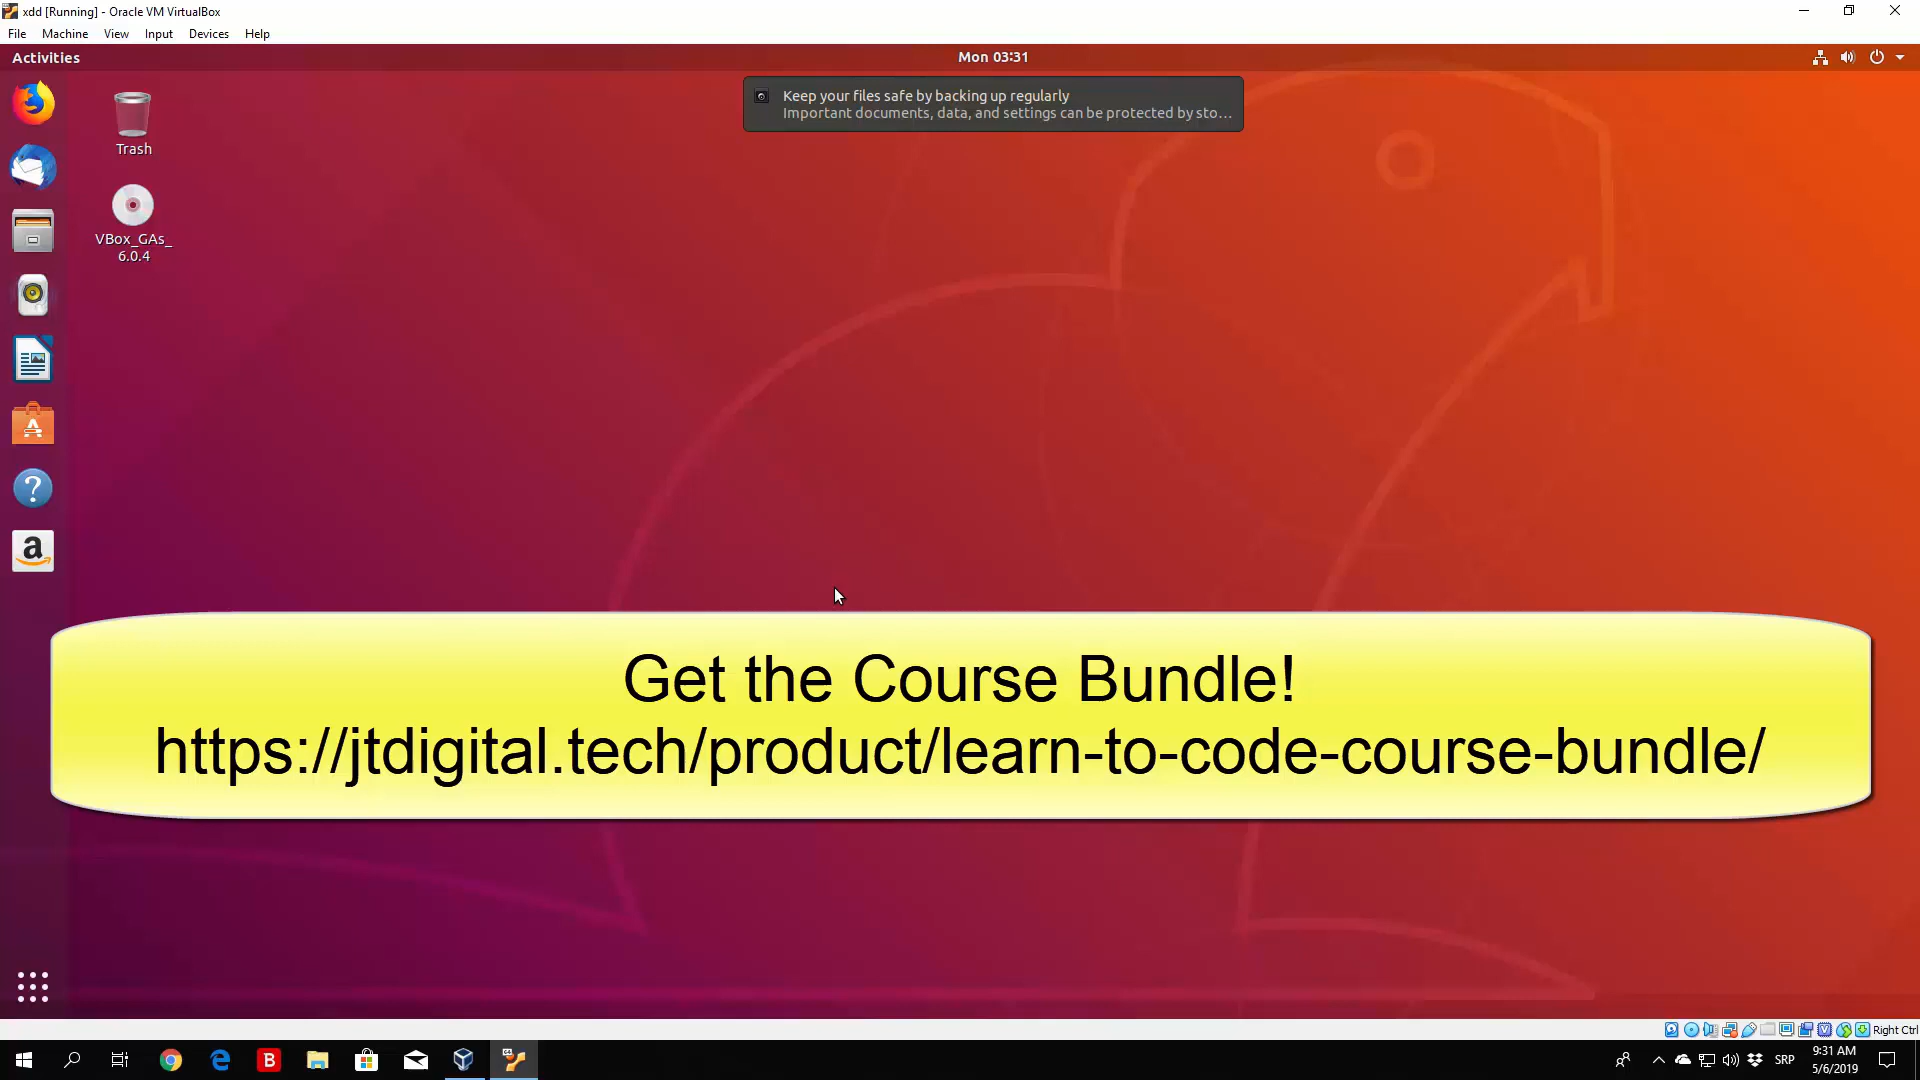 xdd [Running] - Oracle VM VirtualBox
File Machine View Input Devices Help
Activities
Mon 03:31
Keep your files safe by backing up regularly
Important documents, data, and settings can be protected by sto…
Trash
VBox_GAs_
6.0.4
Get the Course Bundle!
https://jtdigital.tech/product/learn-to-code-course-bundle/
Right Ctrl
SRP
9:31 AM
5/6/2019